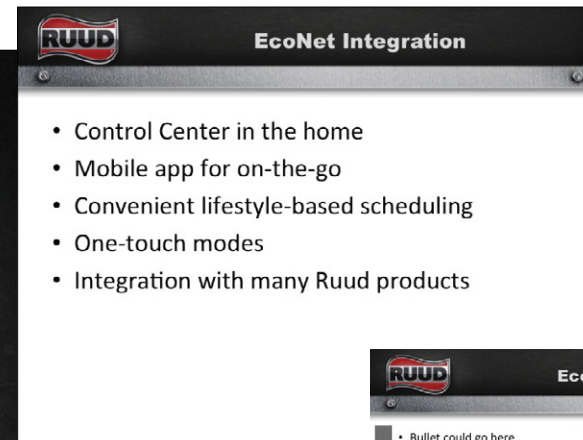 RUUD
EcoNet Integration
• Control Center in the home
• Mobile app for on-the-go
• Convenient lifestyle-based scheduling
• One-touch modes
• Integration with many Ruud products
RUUD
Eco
• Bullet could go here